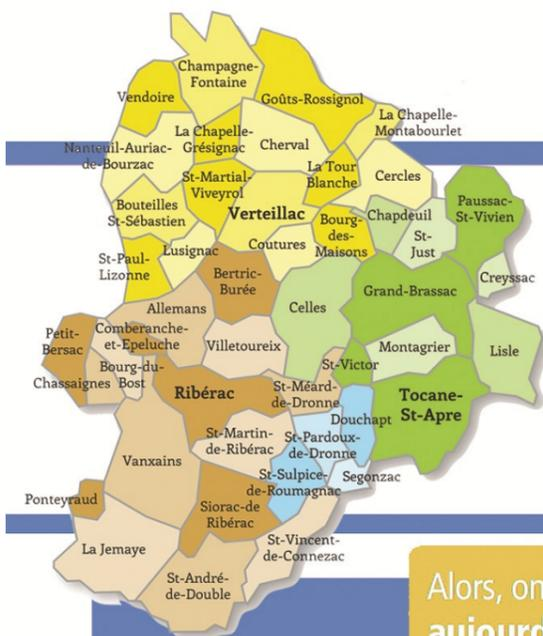 Champagne-
Fontaine
Vendoire
Goûts-Rossignol
La Chapelle-
Montabourlet
La Chapelle-
Grésignac
Cherval
Nanteuil-Auriac-
de-Bourzac
La Tour
Blanche
Cercles
St-Martial-
Viveyrol
Paussac-
St-Vivien
Bouteilles
St-Sébastien
Verteillac
Bourg-
des-
Maisons
Chapdeuil
St-
Just
Coutures
Lusignac
St-Paul-
Lizonne
Bertric-
Burée
Creyssac
Grand-Brassac
Allemans
Celles
Petit-
Bersac
Comberanche-
et-Epeluche
Villetoureix
Montagrier
Lisle
St-Victor
Bourg-du-
Bost
Chassaignes
Ribérac
St-Méard-
de-Dronne
Tocane-
St-Apre
Douchapt
St-Martin-
de-Ribérac
St-Pardoux-
de-Dronne
Vanxains
St-Sulpice-
de-Roumagnac
Segonzac
Ponteyraud
Siorac-de
Ribérac
La Jemaye
St-Vincent-
de-Connezac
St-André-
de-Double
Alors, on
aujourd